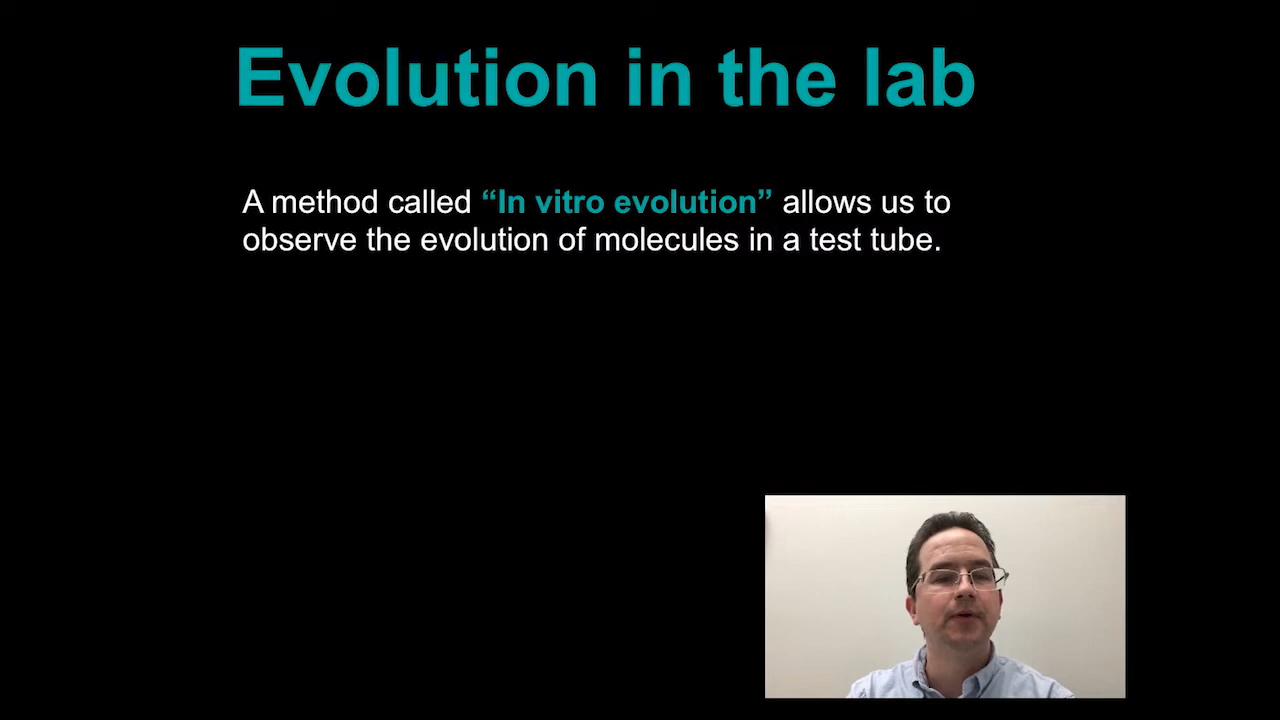 Evolution in the lab
A method called “In vitro evolution” allows us to
observe the evolution of molecules in a test tube.